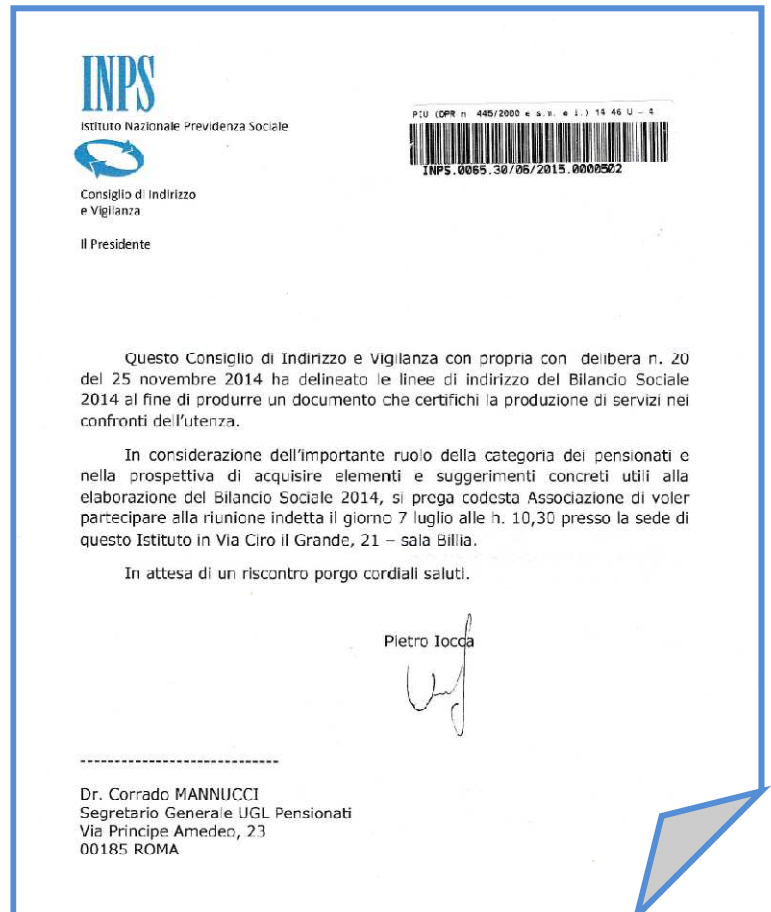 INPS
Istituto Nazionale Previdenza Sociale
PIU (DPR n 445/2000 e s.m. e i.) 14 46 U - 4
INPS.0065.30/06/2015.0000502
Consiglio di Indirizzo
e Vigilanza
Il Presidente
Questo Consiglio di Indirizzo e Vigilanza con propria con delibera n. 20
del 25 novembre 2014 ha delineato le linee di indirizzo del Bilancio Sociale
2014 al fine di produrre un documento che certifichi la produzione di servizi nei
confronti dell'utenza.
In considerazione dell'importante ruolo della categoria dei pensionati e
nella prospettiva di acquisire elementi e suggerimenti concreti utili alla
elaborazione del Bilancio Sociale 2014, si prega codesta Associazione di voler
partecipare alla riunione indetta il giorno 7 luglio alle h. 10,30 presso la sede di
questo Istituto in Via Ciro il Grande, 21 – sala Billia.
In attesa di un riscontro porgo cordiali saluti.
Pietro Iocca
-----------------------------
Dr. Corrado MANNUCCI
Segretario Generale UGL Pensionati
Via Principe Amedeo, 23
00185 ROMA